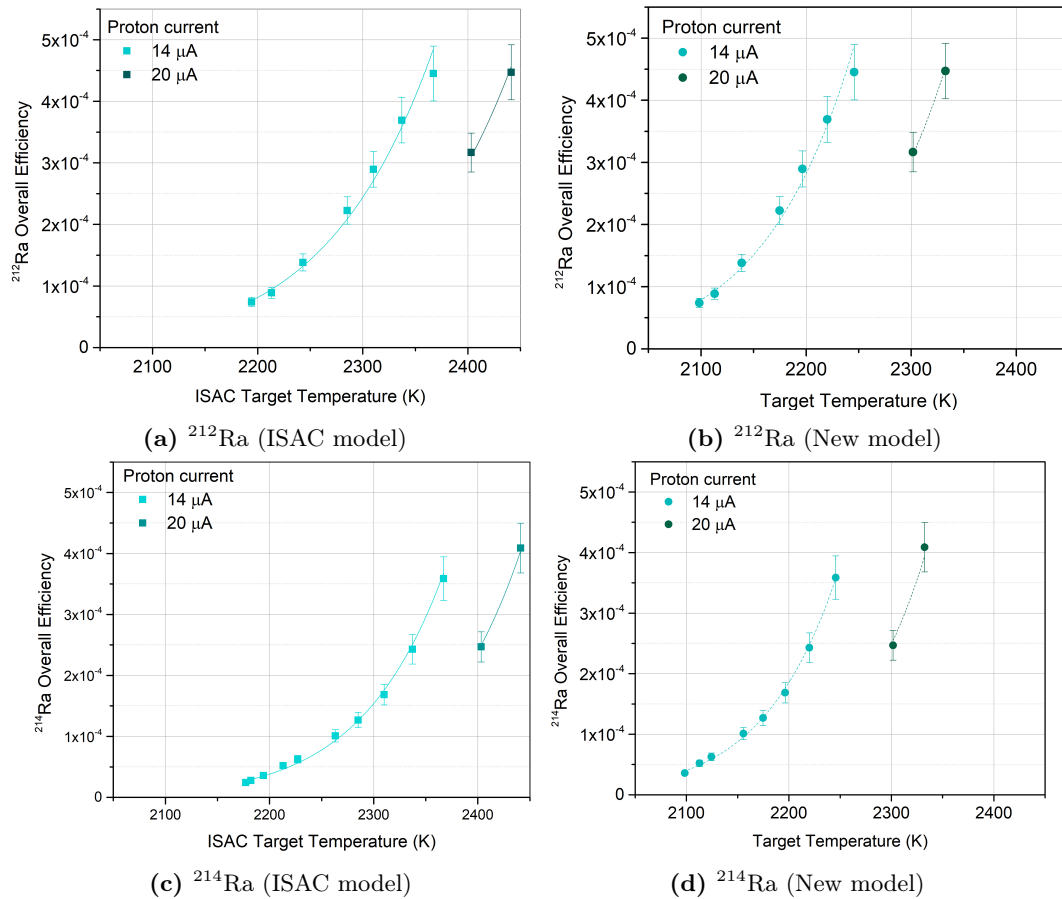 Proton current
14 μA
20 μA
5x10⁻⁴
4x10⁻⁴
3x10⁻⁴
2x10⁻⁴
1x10⁻⁴
0
²¹²Ra Overall Efficiency
2100
2200
2300
2400
ISAC Target Temperature (K)
(a) ²¹²Ra (ISAC model)
Proton current
14 μA
20 μA
5x10⁻⁴
4x10⁻⁴
3x10⁻⁴
2x10⁻⁴
1x10⁻⁴
0
²¹²Ra Overall Efficiency
2100
2200
2300
2400
Target Temperature (K)
(b) ²¹²Ra (New model)
Proton current
14 μA
20 μA
5x10⁻⁴
4x10⁻⁴
3x10⁻⁴
2x10⁻⁴
1x10⁻⁴
0
²¹⁴Ra Overall Efficiency
2100
2200
2300
2400
ISAC Target Temperature (K)
(c) ²¹⁴Ra (ISAC model)
Proton current
14 μA
20 μA
5x10⁻⁴
4x10⁻⁴
3x10⁻⁴
2x10⁻⁴
1x10⁻⁴
0
²¹⁴Ra Overall Efficiency
2100
2200
2300
2400
Target Temperature (K)
(d) ²¹⁴Ra (New model)